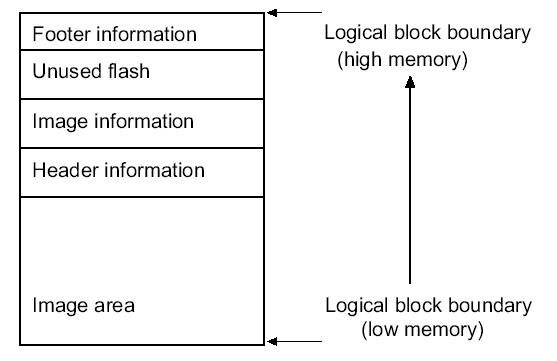 Footer information
Unused flash
Image information
Header information
Image area
Logical block boundary
(high memory)
Logical block boundary
(low memory)